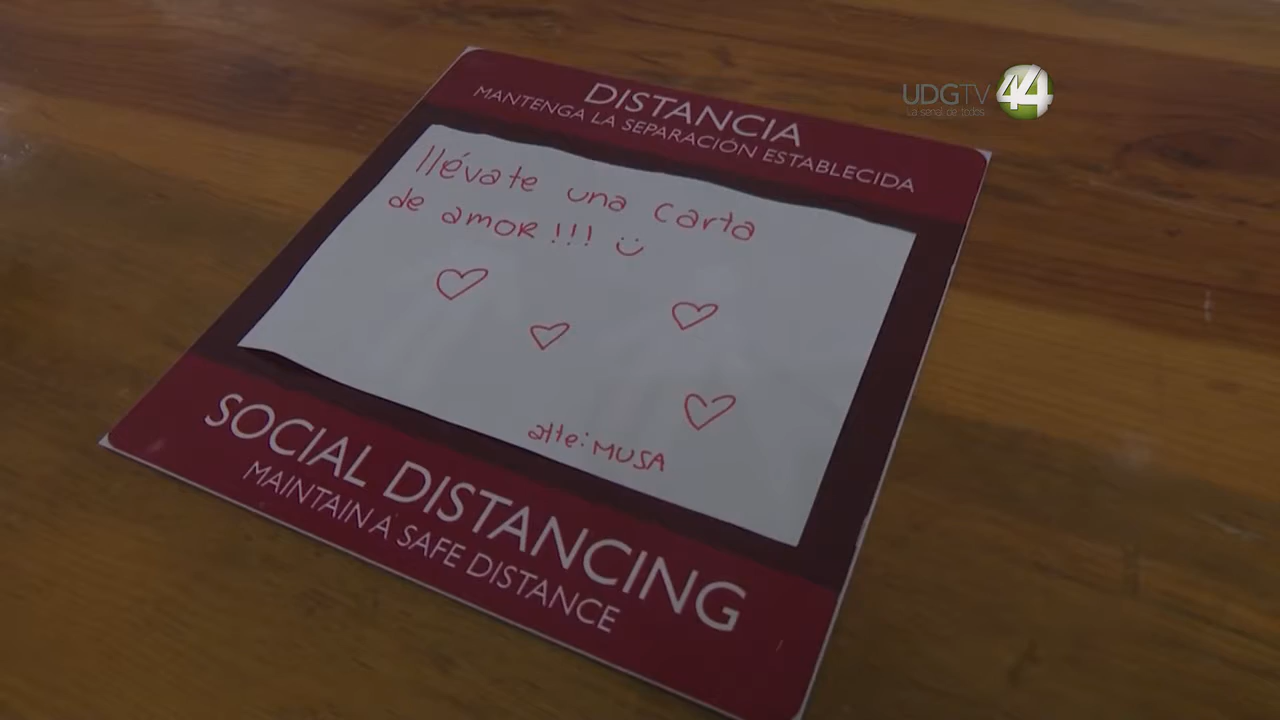 UDGTV 44
La señal de todos
DISTANCIA
MANTENGA LA SEPARACIÓN ESTABLECIDA
llévate una carta
de amor!!! :)
atte: MUSA
SOCIAL DISTANCING
MAINTAIN A SAFE DISTANCE